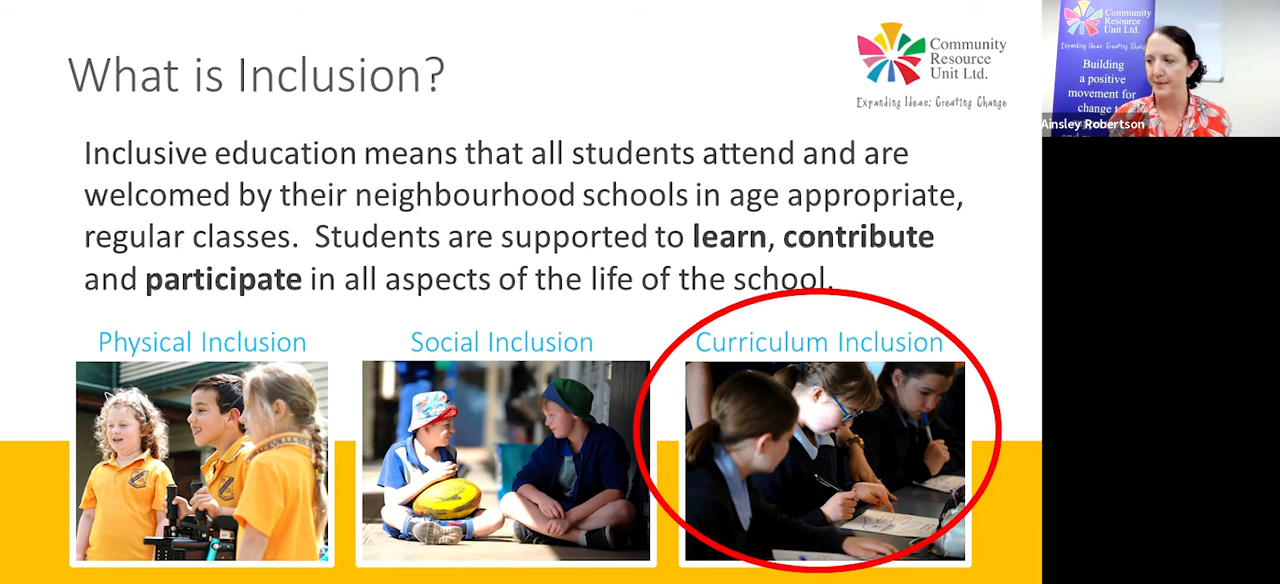 What is Inclusion?
Community
Resource
Unit Ltd.
Expanding Ideas; Creating Change
Inclusive education means that all students attend and are
welcomed by their neighbourhood schools in age appropriate,
regular classes. Students are supported to learn, contribute
and participate in all aspects of the life of the school.
Physical Inclusion
Social Inclusion
Curriculum Inclusion
Community
Resource
Unit Ltd.
Expanding Ideas; Creating
Building
a positive
movement for
change
Ainsley Robertson